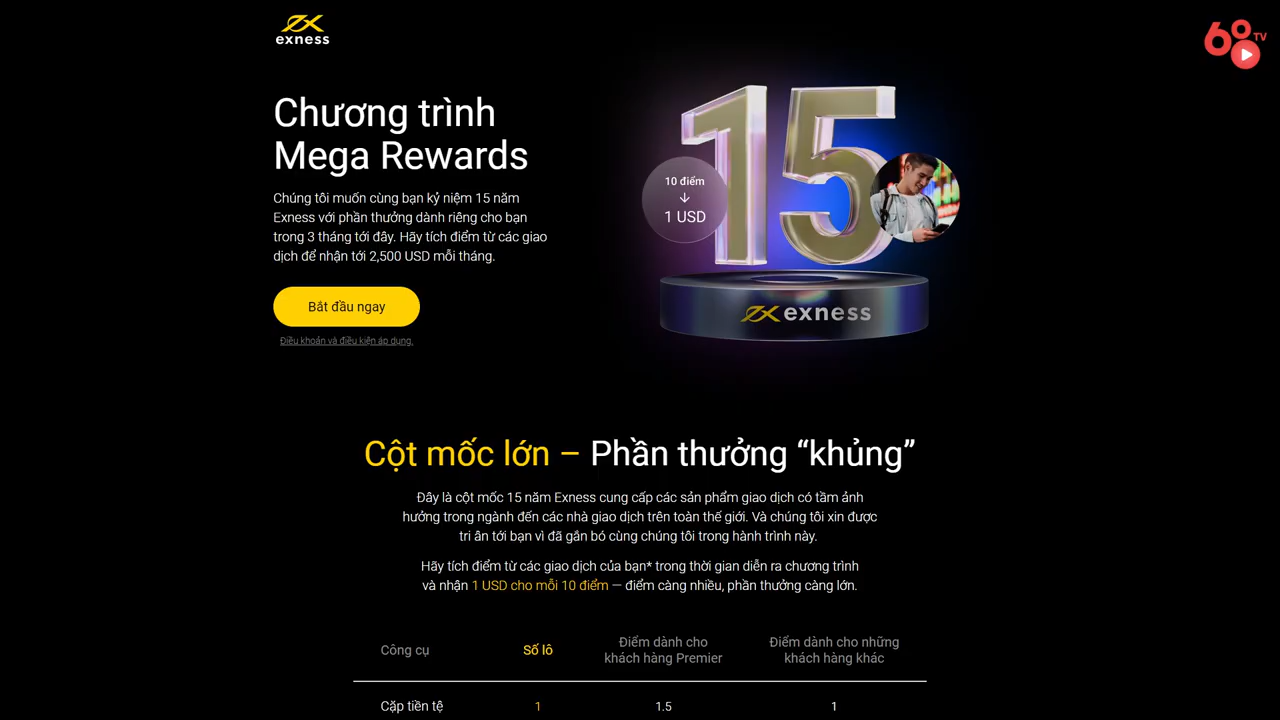 exness
60 TV
Chương trình
Mega Rewards
Chúng tôi muốn cùng bạn kỷ niệm 15 năm
Exness với phần thưởng dành riêng cho bạn
trong 3 tháng tới đây. Hãy tích điểm từ các giao
dịch để nhận tới 2,500 USD mỗi tháng.
Bắt đầu ngay
Điều khoản và điều kiện áp dụng.
15
10 điểm
↓
1 USD
exness
Cột mốc lớn – Phần thưởng “khủng”
Đây là cột mốc 15 năm Exness cung cấp các sản phẩm giao dịch có tầm ảnh
hưởng trong ngành đến các nhà giao dịch trên toàn thế giới. Và chúng tôi xin được
tri ân tới bạn vì đã gắn bó cùng chúng tôi trong hành trình này.
Hãy tích điểm từ các giao dịch của bạn* trong thời gian diễn ra chương trình
và nhận 1 USD cho mỗi 10 điểm — điểm càng nhiều, phần thưởng càng lớn.
Công cụ Số lô Điểm dành cho khách hàng Premier Điểm dành cho những khách hàng khác
Cặp tiền tệ 1 1.5 1